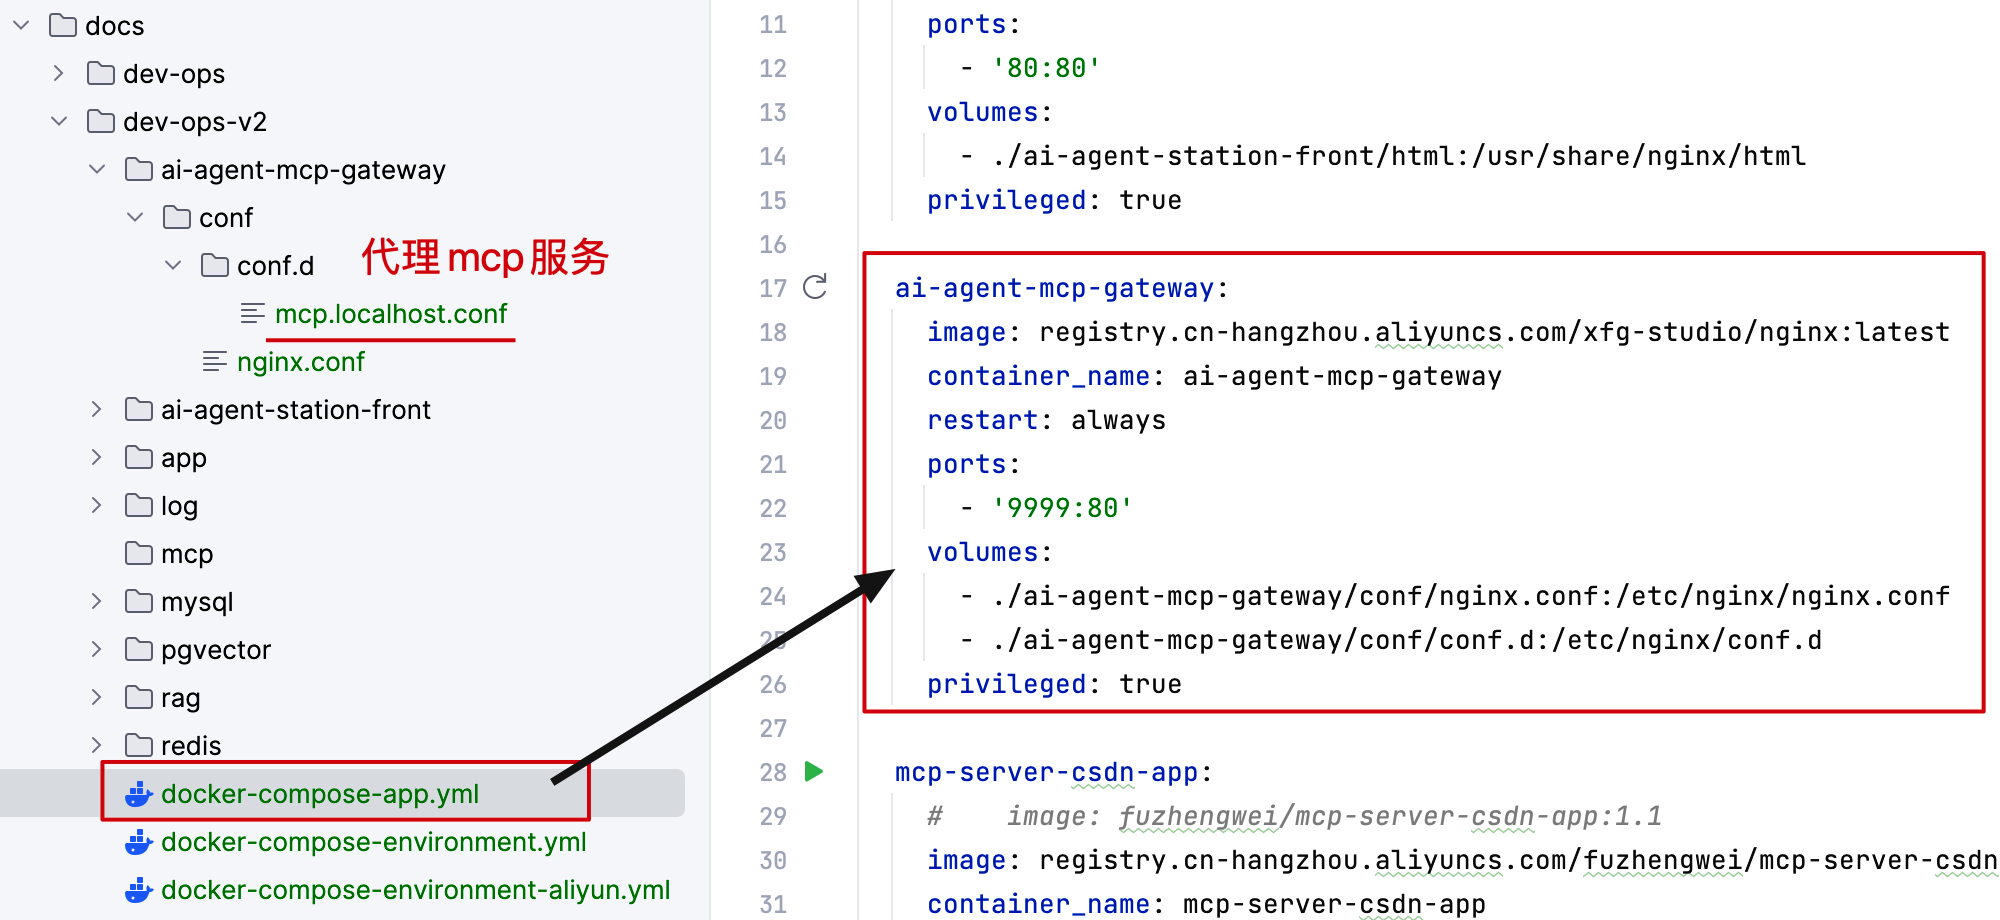 docs
dev-ops
dev-ops-v2
ai-agent-mcp-gateway
conf
conf.d
代理mcp服务
mcp.localhost.conf
nginx.conf
ai-agent-station-front
app
log
mcp
mysql
pgvector
rag
redis
docker-compose-app.yml
docker-compose-environment.yml
docker-compose-environment-aliyun.yml
11 ports:
12 - '80:80'
13 volumes:
14 - ./ai-agent-station-front/html:/usr/share/nginx/html
15 privileged: true
16
17 ai-agent-mcp-gateway:
18 image: registry.cn-hangzhou.aliyuncs.com/xfg-studio/nginx:latest
19 container_name: ai-agent-mcp-gateway
20 restart: always
21 ports:
22 - '9999:80'
23 volumes:
24 - ./ai-agent-mcp-gateway/conf/nginx.conf:/etc/nginx/nginx.conf
25 - ./ai-agent-mcp-gateway/conf/conf.d:/etc/nginx/conf.d
26 privileged: true
27
28 mcp-server-csdn-app:
29 # image: fuzhengwei/mcp-server-csdn-app:1.1
30 image: registry.cn-hangzhou.aliyuncs.com/fuzhengwei/mcp-server-csdn
31 container_name: mcp-server-csdn-app